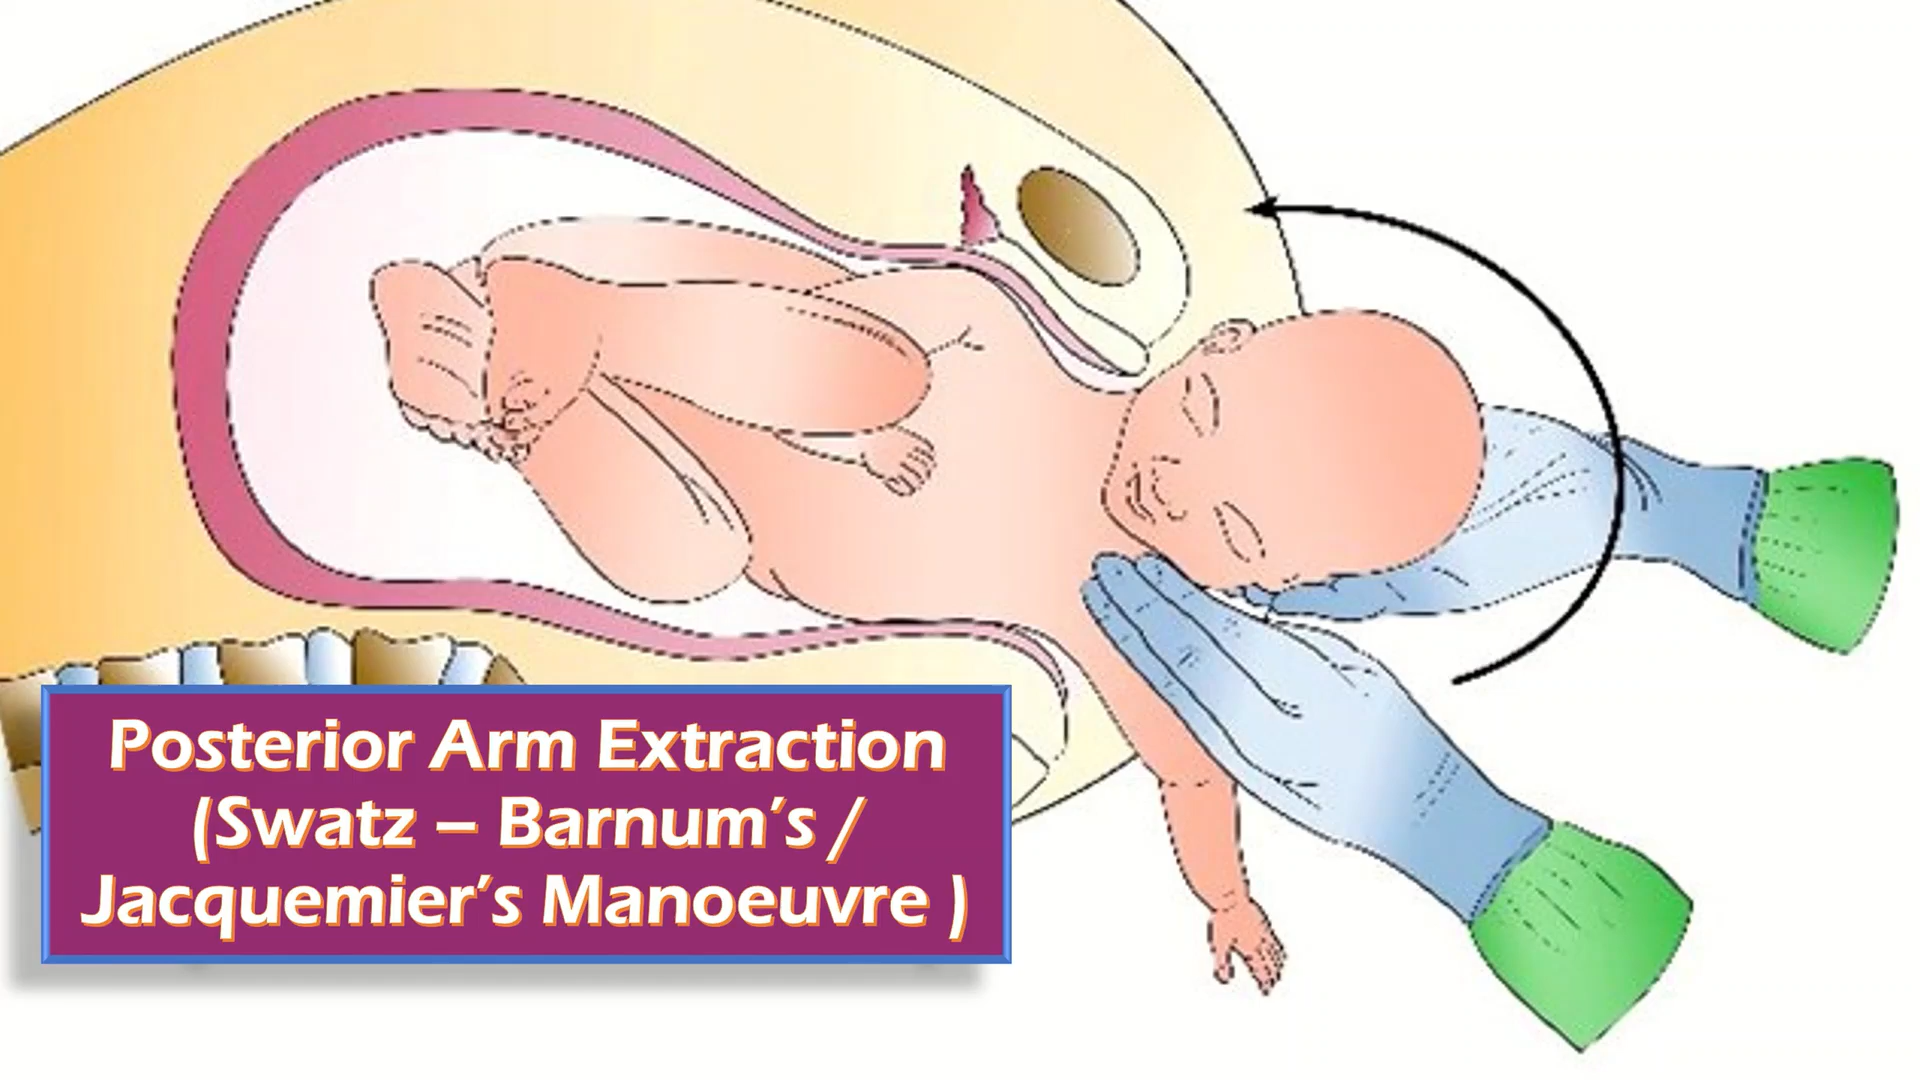 Posterior Arm Extraction
(Swatz – Barnum’s /
Jacquemier’s Manoeuvre )